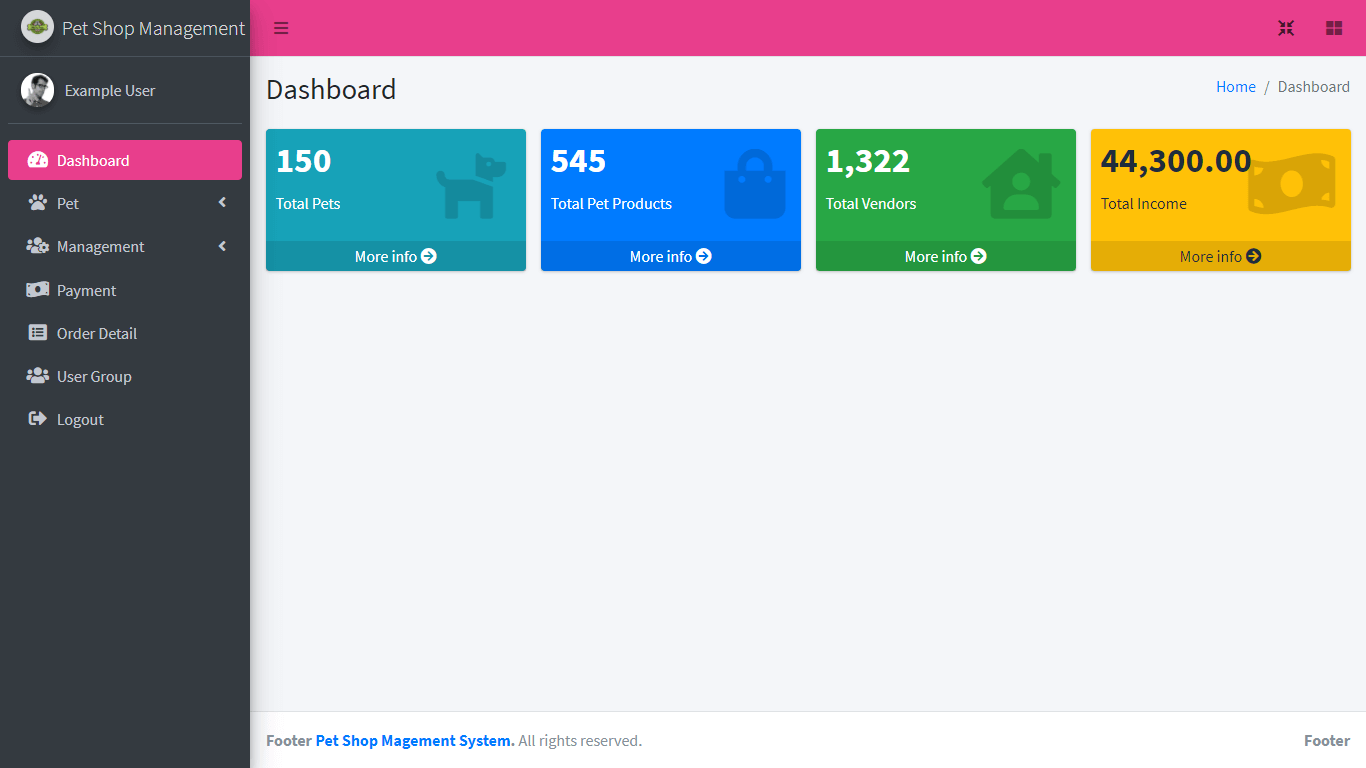 Pet Shop Management
Example User
Dashboard
Pet
Management
Payment
Order Detail
User Group
Logout
Dashboard
Home / Dashboard
150
Total Pets
More info
545
Total Pet Products
More info
1,322
Total Vendors
More info
44,300.00
Total Income
More info
Footer Pet Shop Magement System. All rights reserved.
Footer